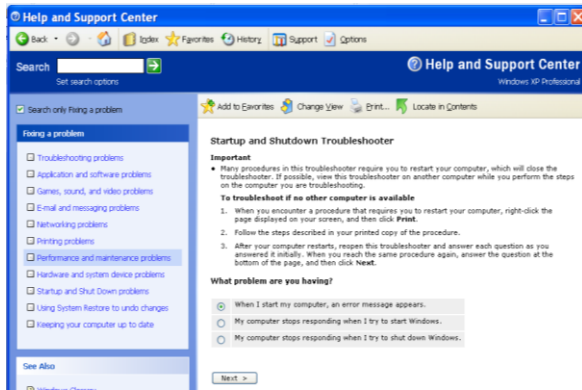 Help and Support Center
Back
Index
Favorites
History
Support
Options
Search
Set search options
Help and Support Center
Windows XP Professional
Search only Fixing a problem
Add to Favorites
Change View
Print...
Locate in Contents
Fixing a problem
Troubleshooting problems
Application and software problems
Games, sound, and video problems
E-mail and messaging problems
Networking problems
Printing problems
Performance and maintenance problems
Hardware and system device problems
Startup and Shut Down problems
Using System Restore to undo changes
Keeping your computer up to date
See Also
Windows Glossary
Startup and Shutdown Troubleshooter
Important
• Many procedures in this troubleshooter require you to restart your computer, which will close the
troubleshooter. If possible, view this troubleshooter on another computer while you perform the steps
on the computer you are troubleshooting.
To troubleshoot if no other computer is available
1. When you encounter a procedure that requires you to restart your computer, right-click the
page displayed on your screen, and then click Print.
2. Follow the steps described in your printed copy of the procedure.
3. After your computer restarts, reopen this troubleshooter and answer each question as you
answered it initially. When you reach the same procedure again, answer the question at the
bottom of the page, and then click Next.
What problem are you having?
When I start my computer, an error message appears.
My computer stops responding when I try to start Windows.
My computer stops responding when I try to shut down Windows.
Next >